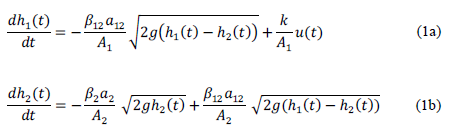 dh₁(t)/dt = − β₁₂a₁₂/A₁ √(2g(h₁(t) − h₂(t))) + k/A₁ u(t) (1a)
dh₂(t)/dt = − β₂a₂/A₂ √(2gh₂(t)) + β₁₂a₁₂/A₂ √(2g(h₁(t) − h₂(t))) (1b)